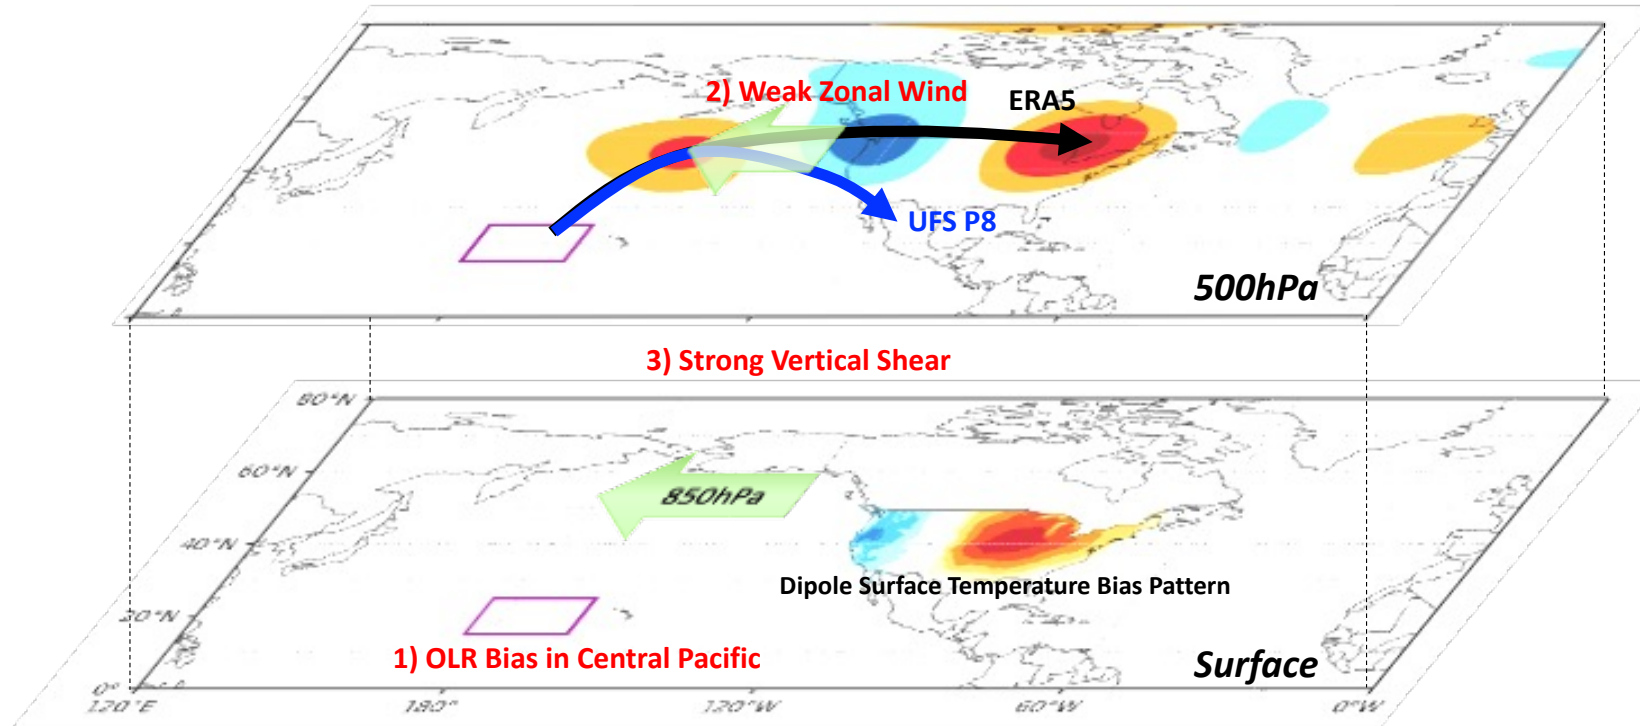 2) Weak Zonal Wind
ERA5
UFS P8
500hPa
3) Strong Vertical Shear
80°N
60°N
850hPa
40°N
Dipole Surface Temperature Bias Pattern
20°N
1) OLR Bias in Central Pacific
Surface
0°
120°E
180°
120°W
60°W
0°W